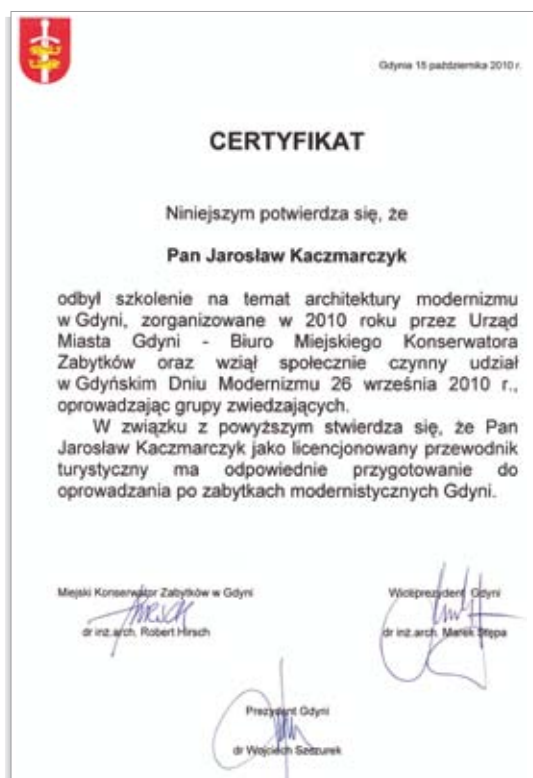 Gdynia 15 października 2010 r.
CERTYFIKAT
Niniejszym potwierdza się, że
Pan Jarosław Kaczmarczyk
odbył szkolenie na temat architektury modernizmu
w Gdyni, zorganizowane w 2010 roku przez Urząd
Miasta Gdyni - Biuro Miejskiego Konserwatora
Zabytków oraz wziął społecznie czynny udział
w Gdyńskim Dniu Modernizmu 26 września 2010 r.,
oprowadzając grupy zwiedzających.
W związku z powyższym stwierdza się, że Pan
Jarosław Kaczmarczyk jako licencjonowany przewodnik
turystyczny ma odpowiednie przygotowanie do
oprowadzania po zabytkach modernistycznych Gdyni.
Miejski Konserwator Zabytków w Gdyni
dr inż.arch. Robert Hirsch
Wiceprezydent Gdyni
dr inż.arch. Marek Stępa
Prezydent Gdyni
dr Wojciech Szczurek